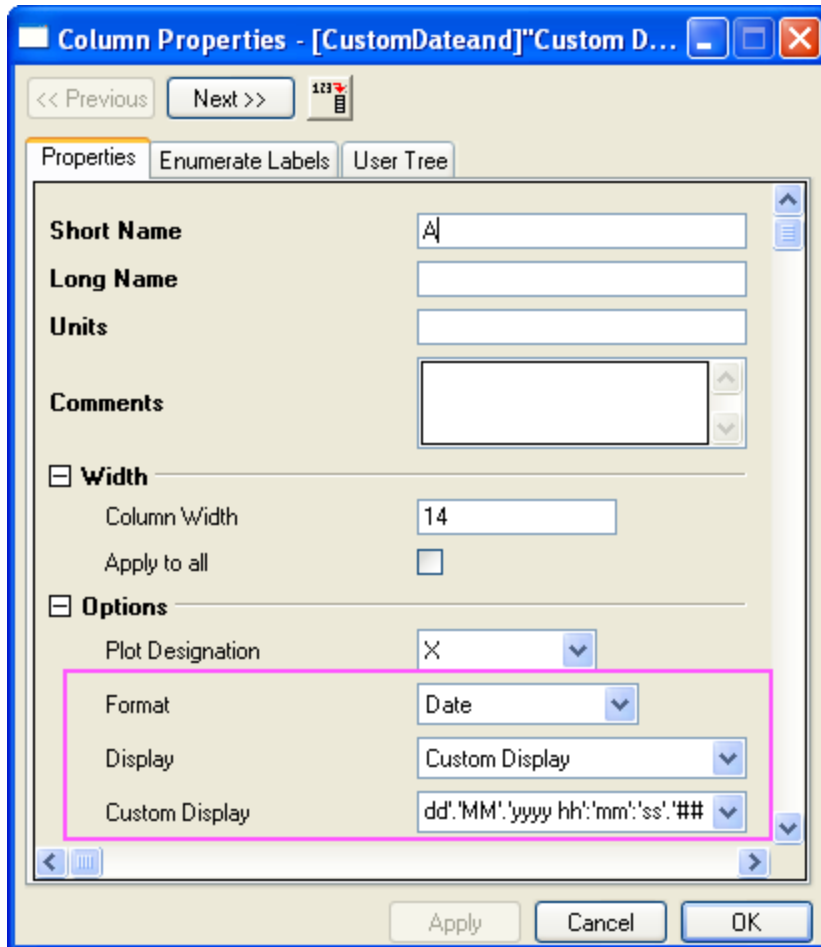 Column Properties - [CustomDateand]"Custom D...
<< Previous Next >> 123
Properties Enumerate Labels User Tree
Short Name A
Long Name
Units
Comments
Width
Column Width 14
Apply to all
Options
Plot Designation X
Format Date
Display Custom Display
Custom Display dd'.'MM'.'yyyy hh':'mm':'ss'.'##
Apply Cancel OK